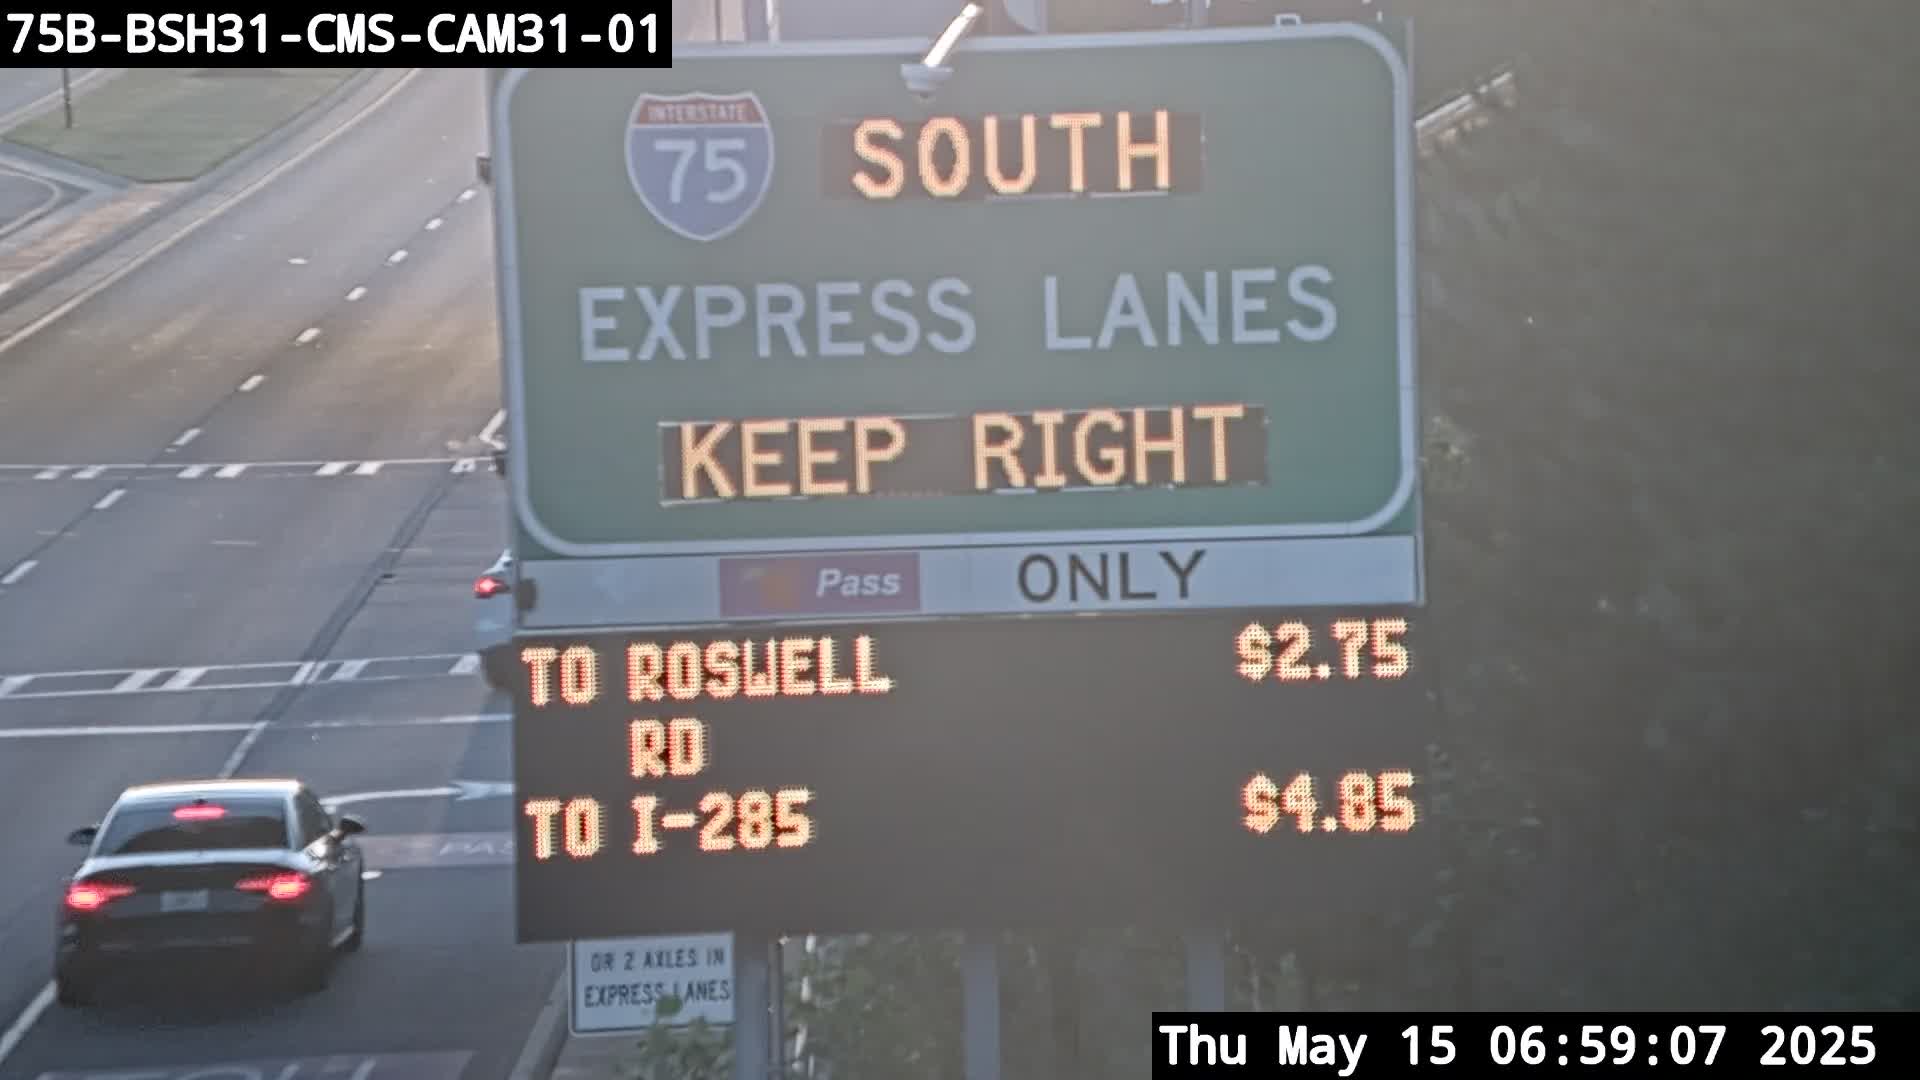 75B-BSH31-CMS-CAM31-01
INTERSTATE
75
SOUTH
EXPRESS LANES
KEEP RIGHT
Pass ONLY
TO ROSWELL $2.75
RD
TO I-285 $4.85
PAS
OR 2 AXLES IN
EXPRESS LANES
Thu May 15 06:59:07 2025